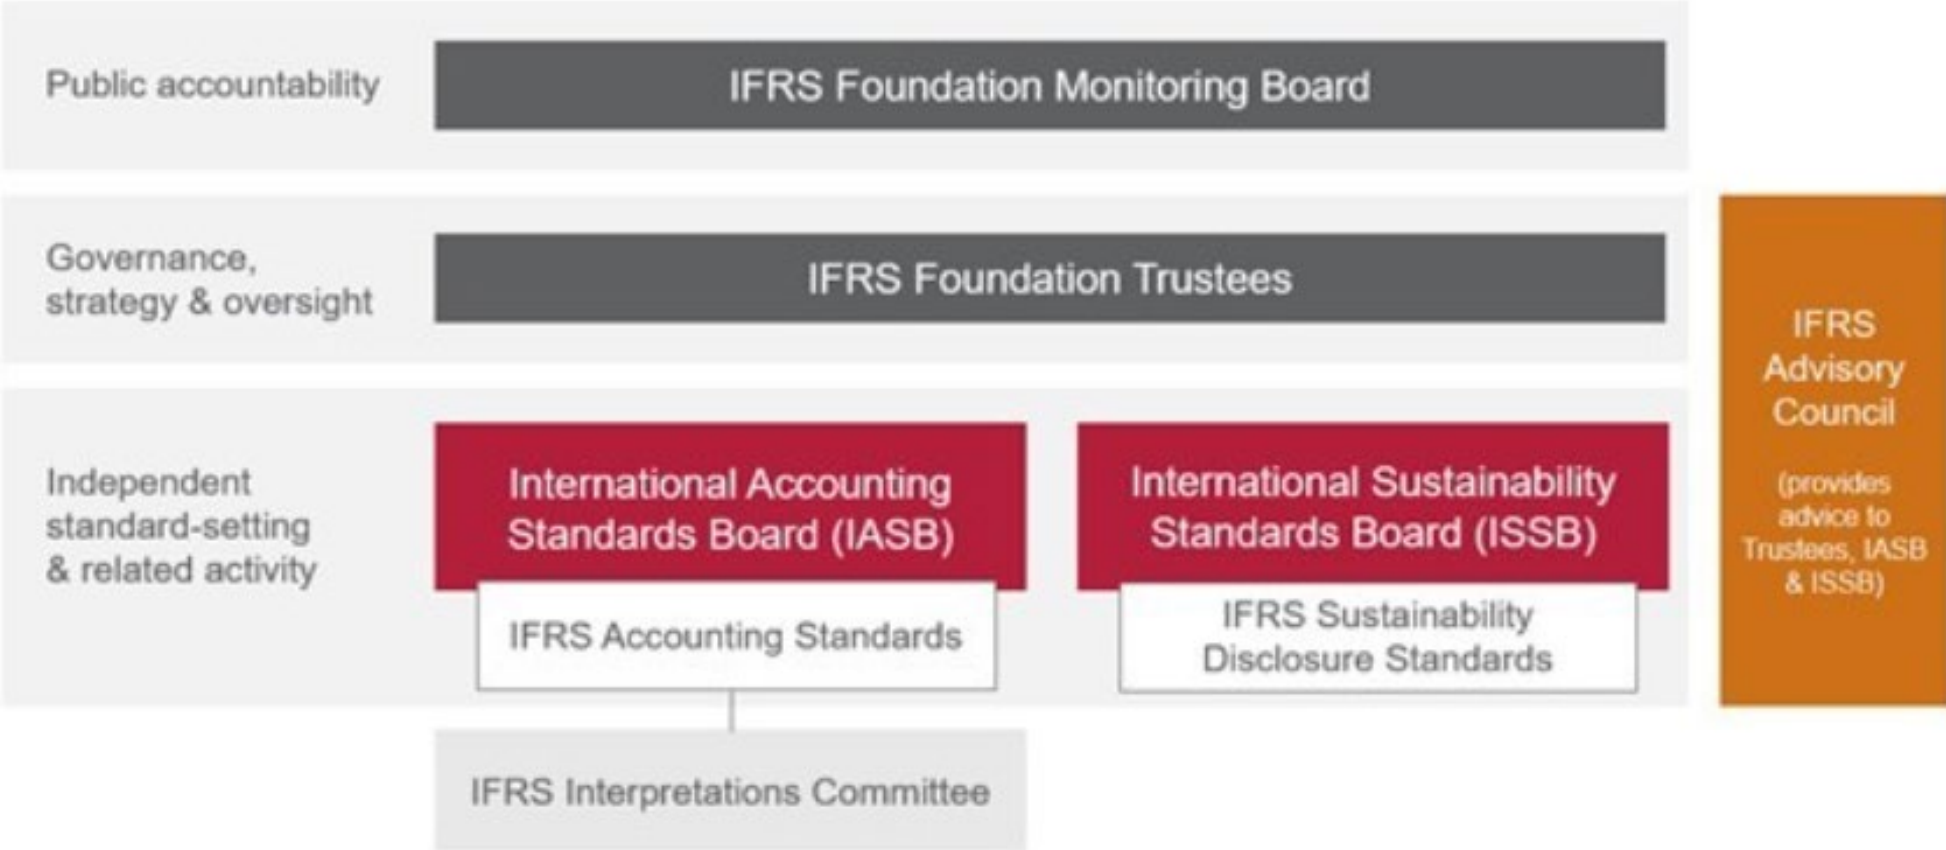 Public accountability
IFRS Foundation Monitoring Board
Governance,
strategy & oversight
IFRS Foundation Trustees
Independent
standard-setting
& related activity
International Accounting
Standards Board (IASB)
IFRS Accounting Standards
International Sustainability
Standards Board (ISSB)
IFRS Sustainability
Disclosure Standards
IFRS Interpretations Committee
IFRS
Advisory
Council
(provides
advice to
Trustees, IASB
& ISSB)